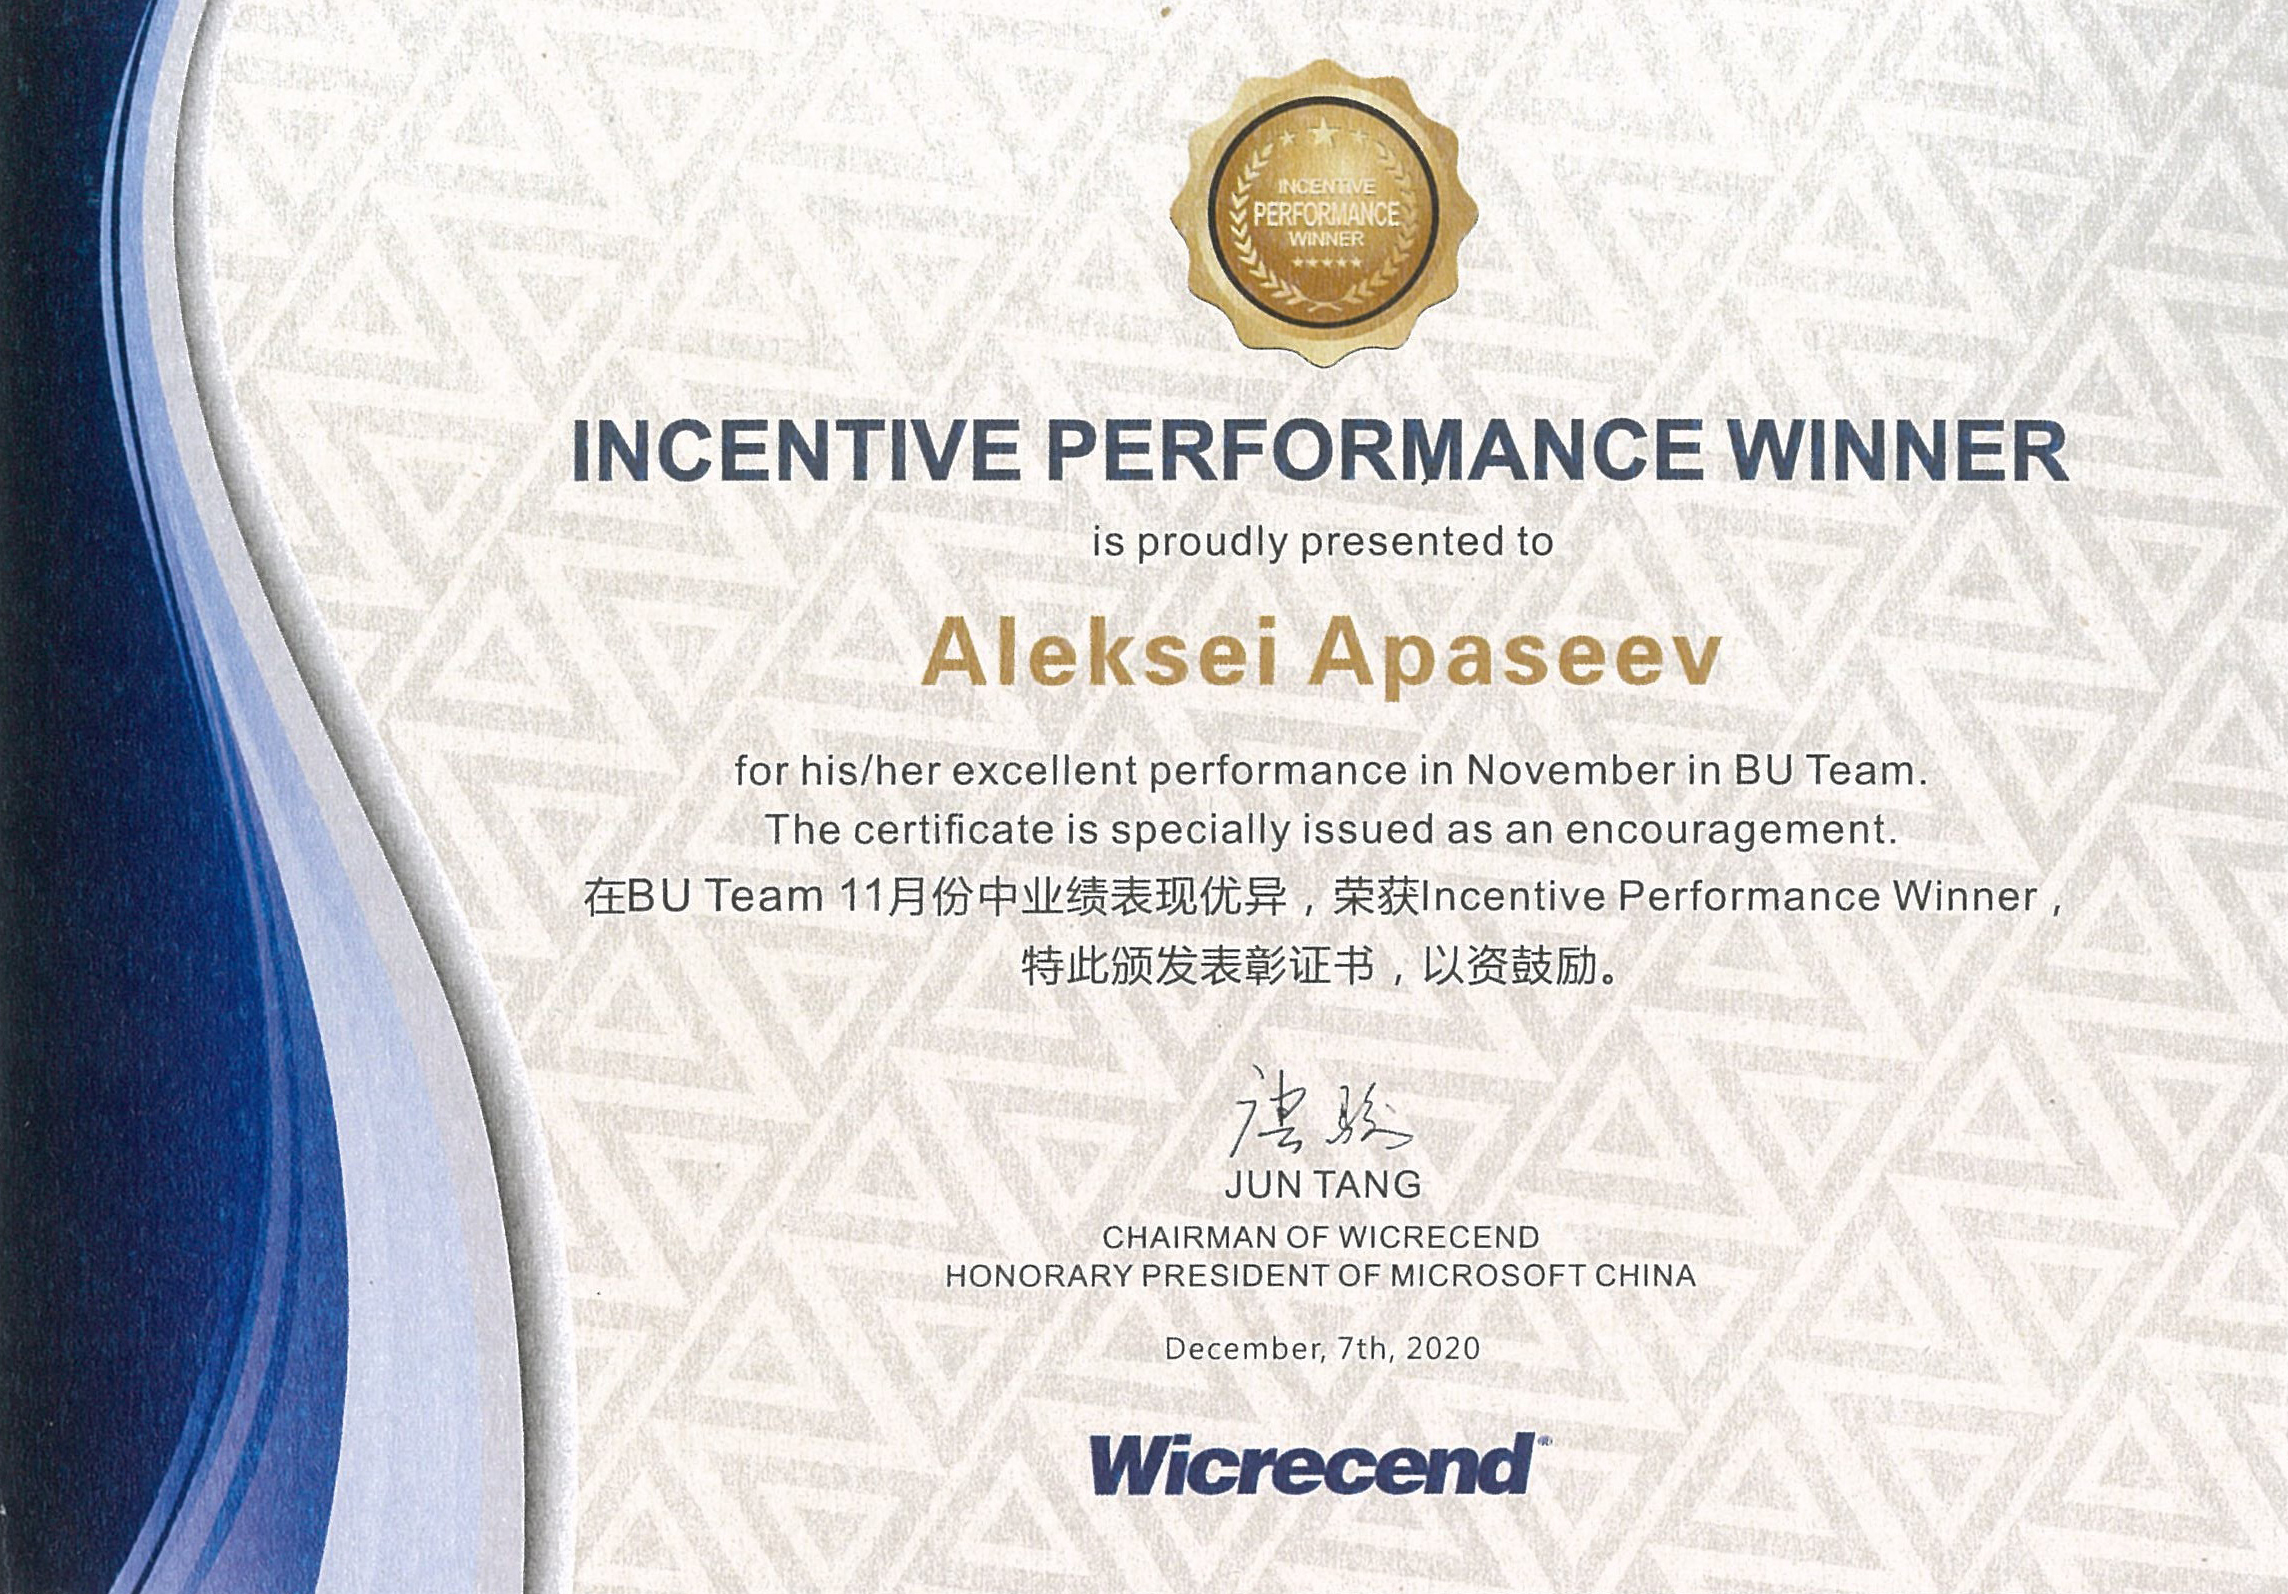 INCENTIVE
PERFORMANCE
WINNER
INCENTIVE PERFORMANCE WINNER
is proudly presented to
Aleksei Apaseev
for his/her excellent performance in November in BU Team.
The certificate is specially issued as an encouragement.
在BU Team 11月份中业绩表现优异，荣获Incentive Performance Winner，
特此颁发表彰证书，以资鼓励。
唐骏
JUN TANG
CHAIRMAN OF WICRECEND
HONORARY PRESIDENT OF MICROSOFT CHINA
December, 7th, 2020
Wicrecend®